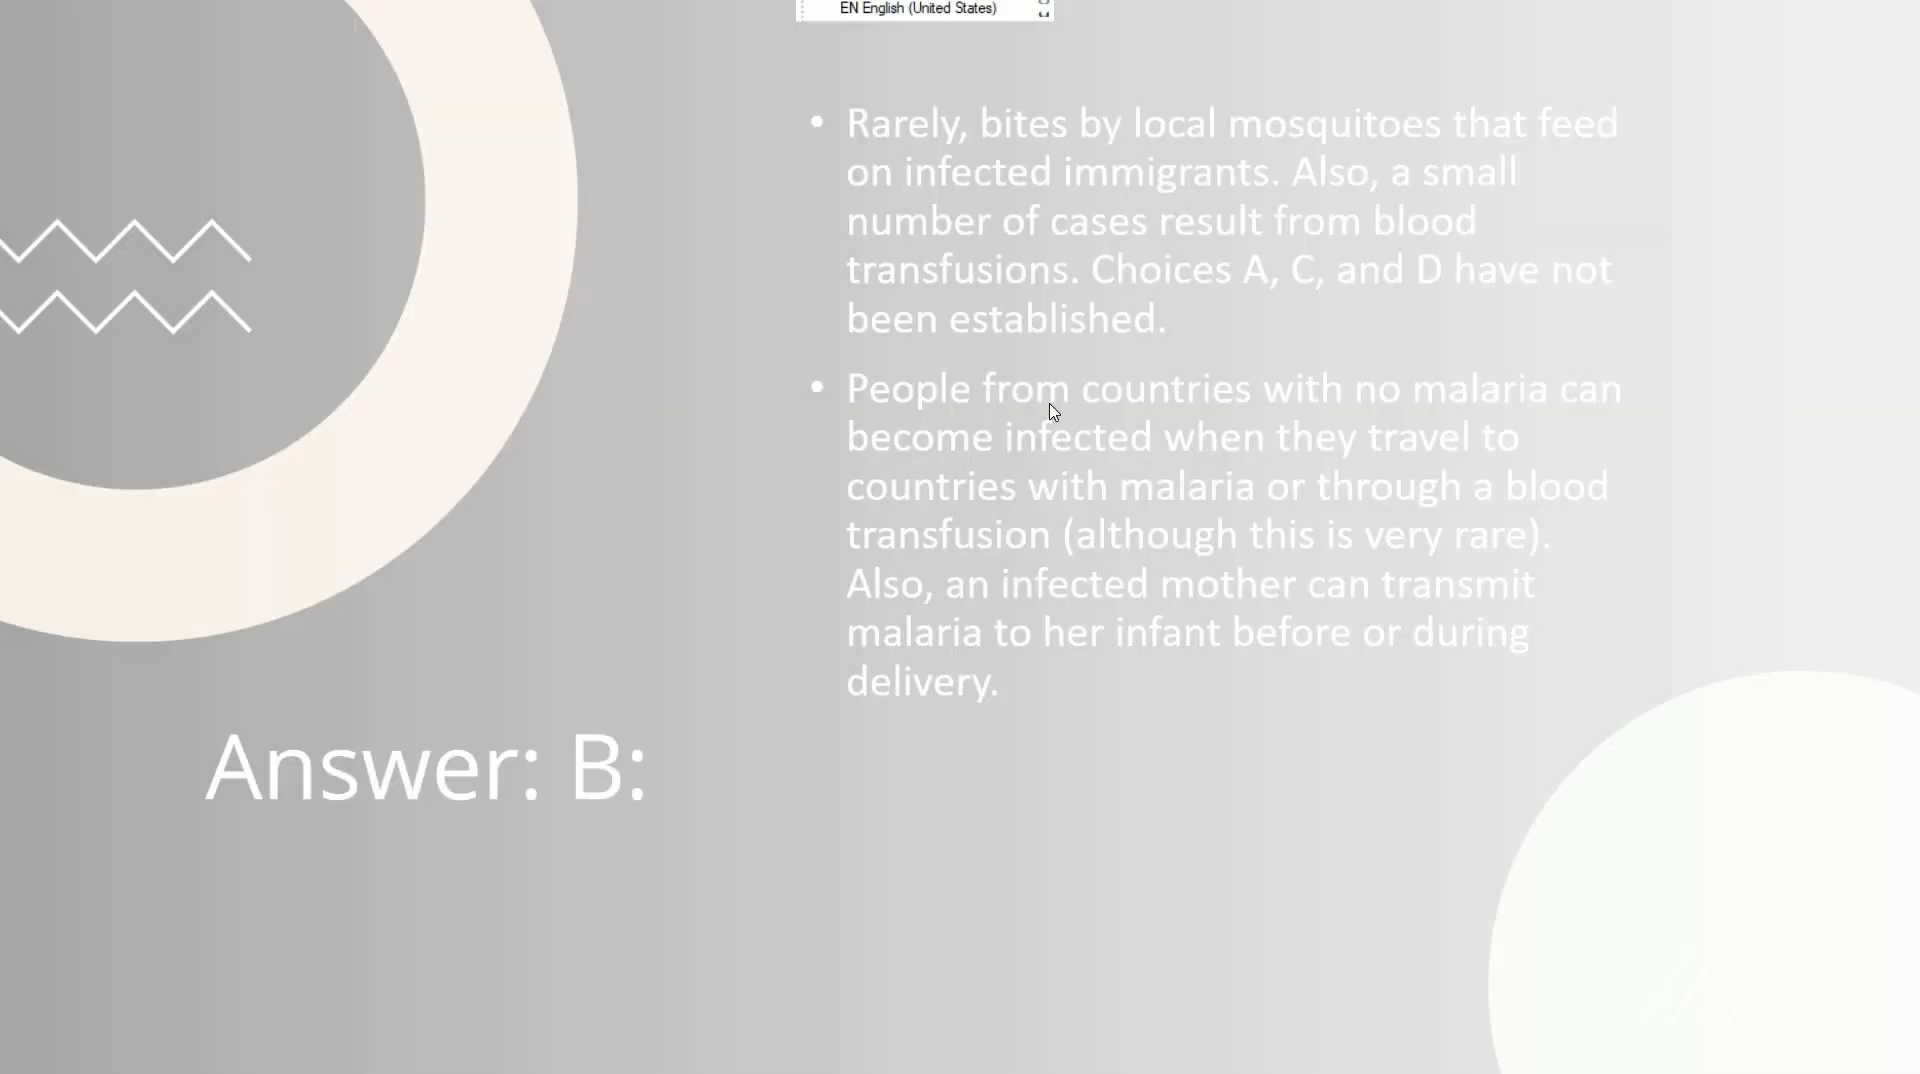 EN English (United States)
• Rarely, bites by local mosquitoes that feed
on infected immigrants. Also, a small
number of cases result from blood
transfusions. Choices A, C, and D have not
been established.
• People from countries with no malaria can
become infected when they travel to
countries with malaria or through a blood
transfusion (although this is very rare).
Also, an infected mother can transmit
malaria to her infant before or during
delivery.
Answer: B: